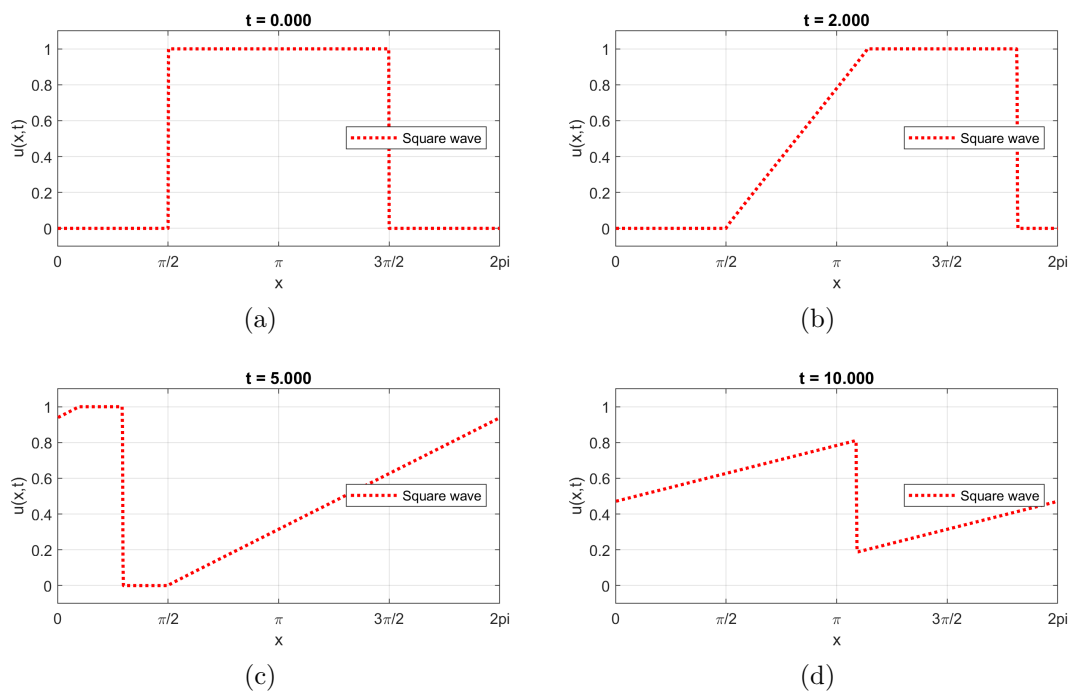 t = 0.000
u(x,t)
1
0.8
0.6
0.4
0.2
0
Square wave
0 π/2 π 3π/2 2pi
x
(a)
t = 2.000
u(x,t)
1
0.8
0.6
0.4
0.2
0
Square wave
0 π/2 π 3π/2 2pi
x
(b)
t = 5.000
u(x,t)
1
0.8
0.6
0.4
0.2
0
Square wave
0 π/2 π 3π/2 2pi
x
(c)
t = 10.000
u(x,t)
1
0.8
0.6
0.4
0.2
0
Square wave
0 π/2 π 3π/2 2pi
x
(d)